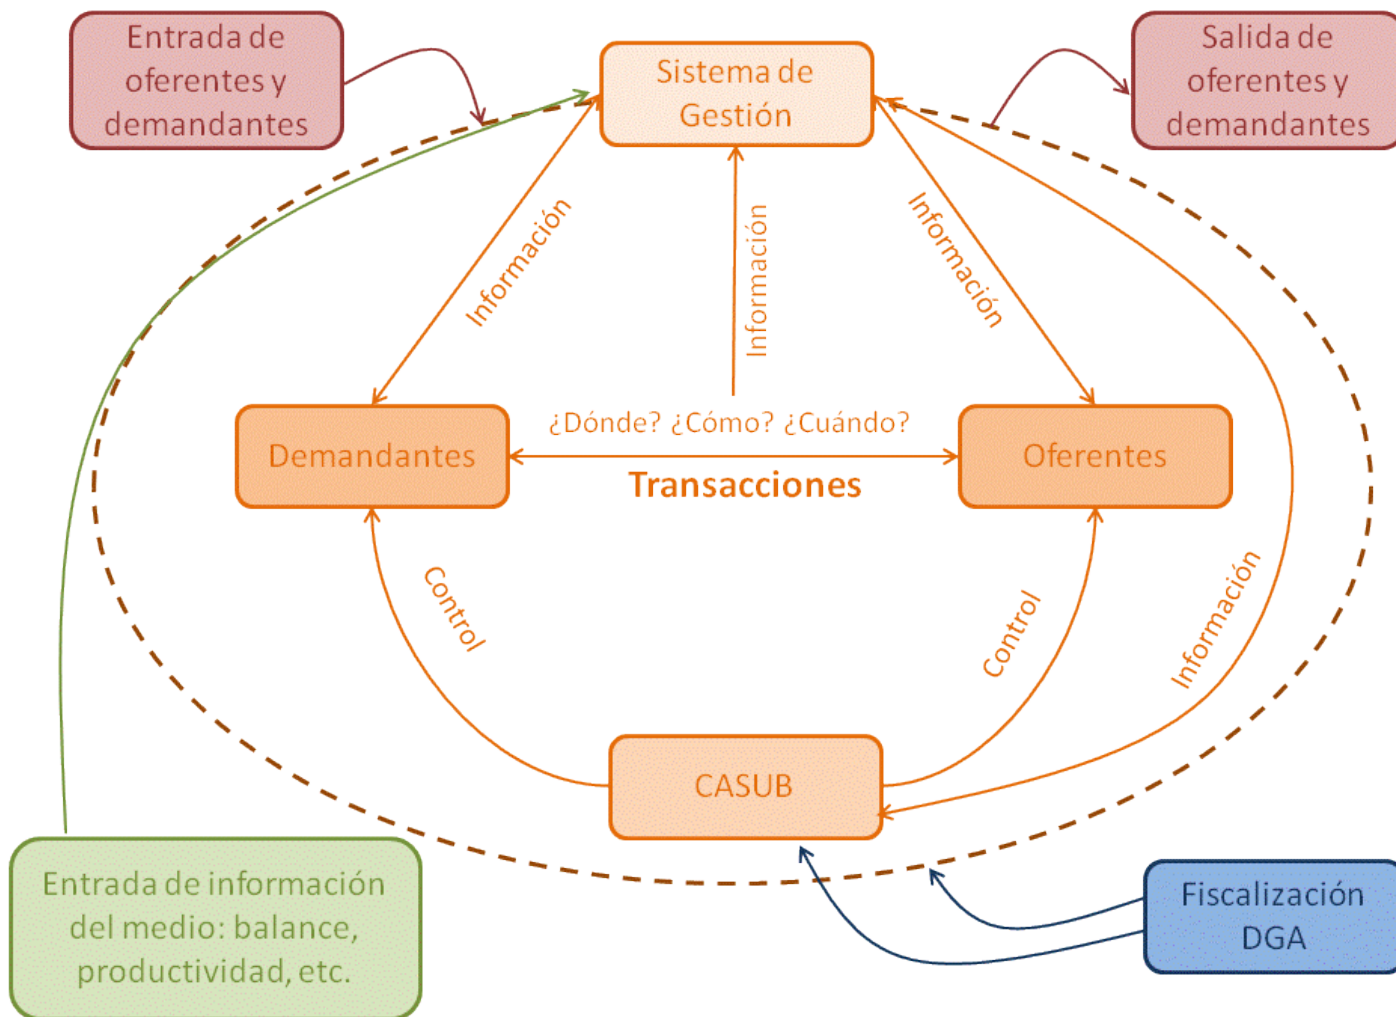 Entrada de
oferentes y
demandantes
Sistema de
Gestión
Salida de
oferentes y
demandantes
Información
Información
Información
¿Dónde? ¿Cómo? ¿Cuándo?
Demandantes
Transacciones
Oferentes
Control
Control
Información
CASUB
Entrada de información
del medio: balance,
productividad, etc.
Fiscalización
DGA